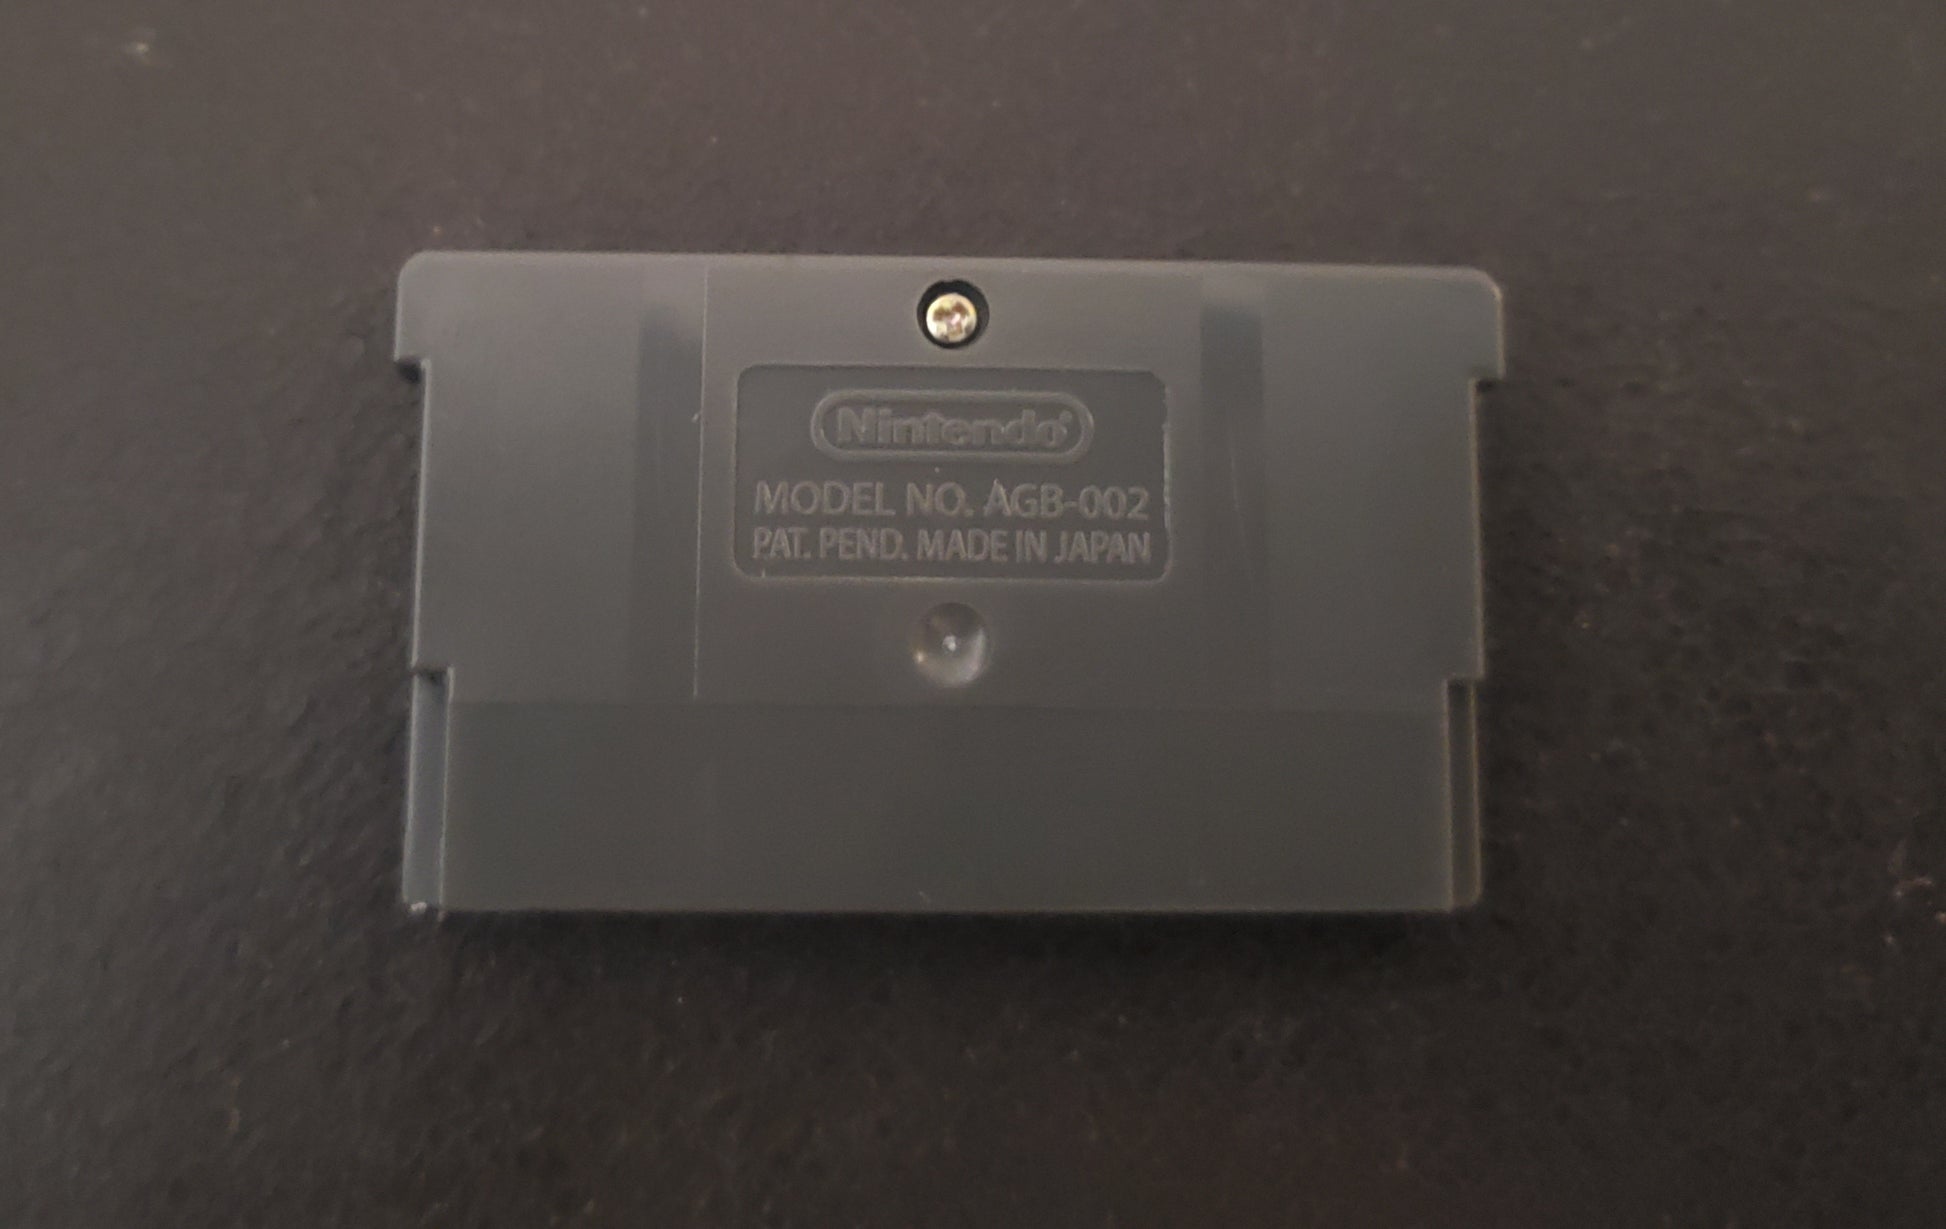 Nintendo®
MODEL NO. AGB-002
PAT. PEND. MADE IN JAPAN